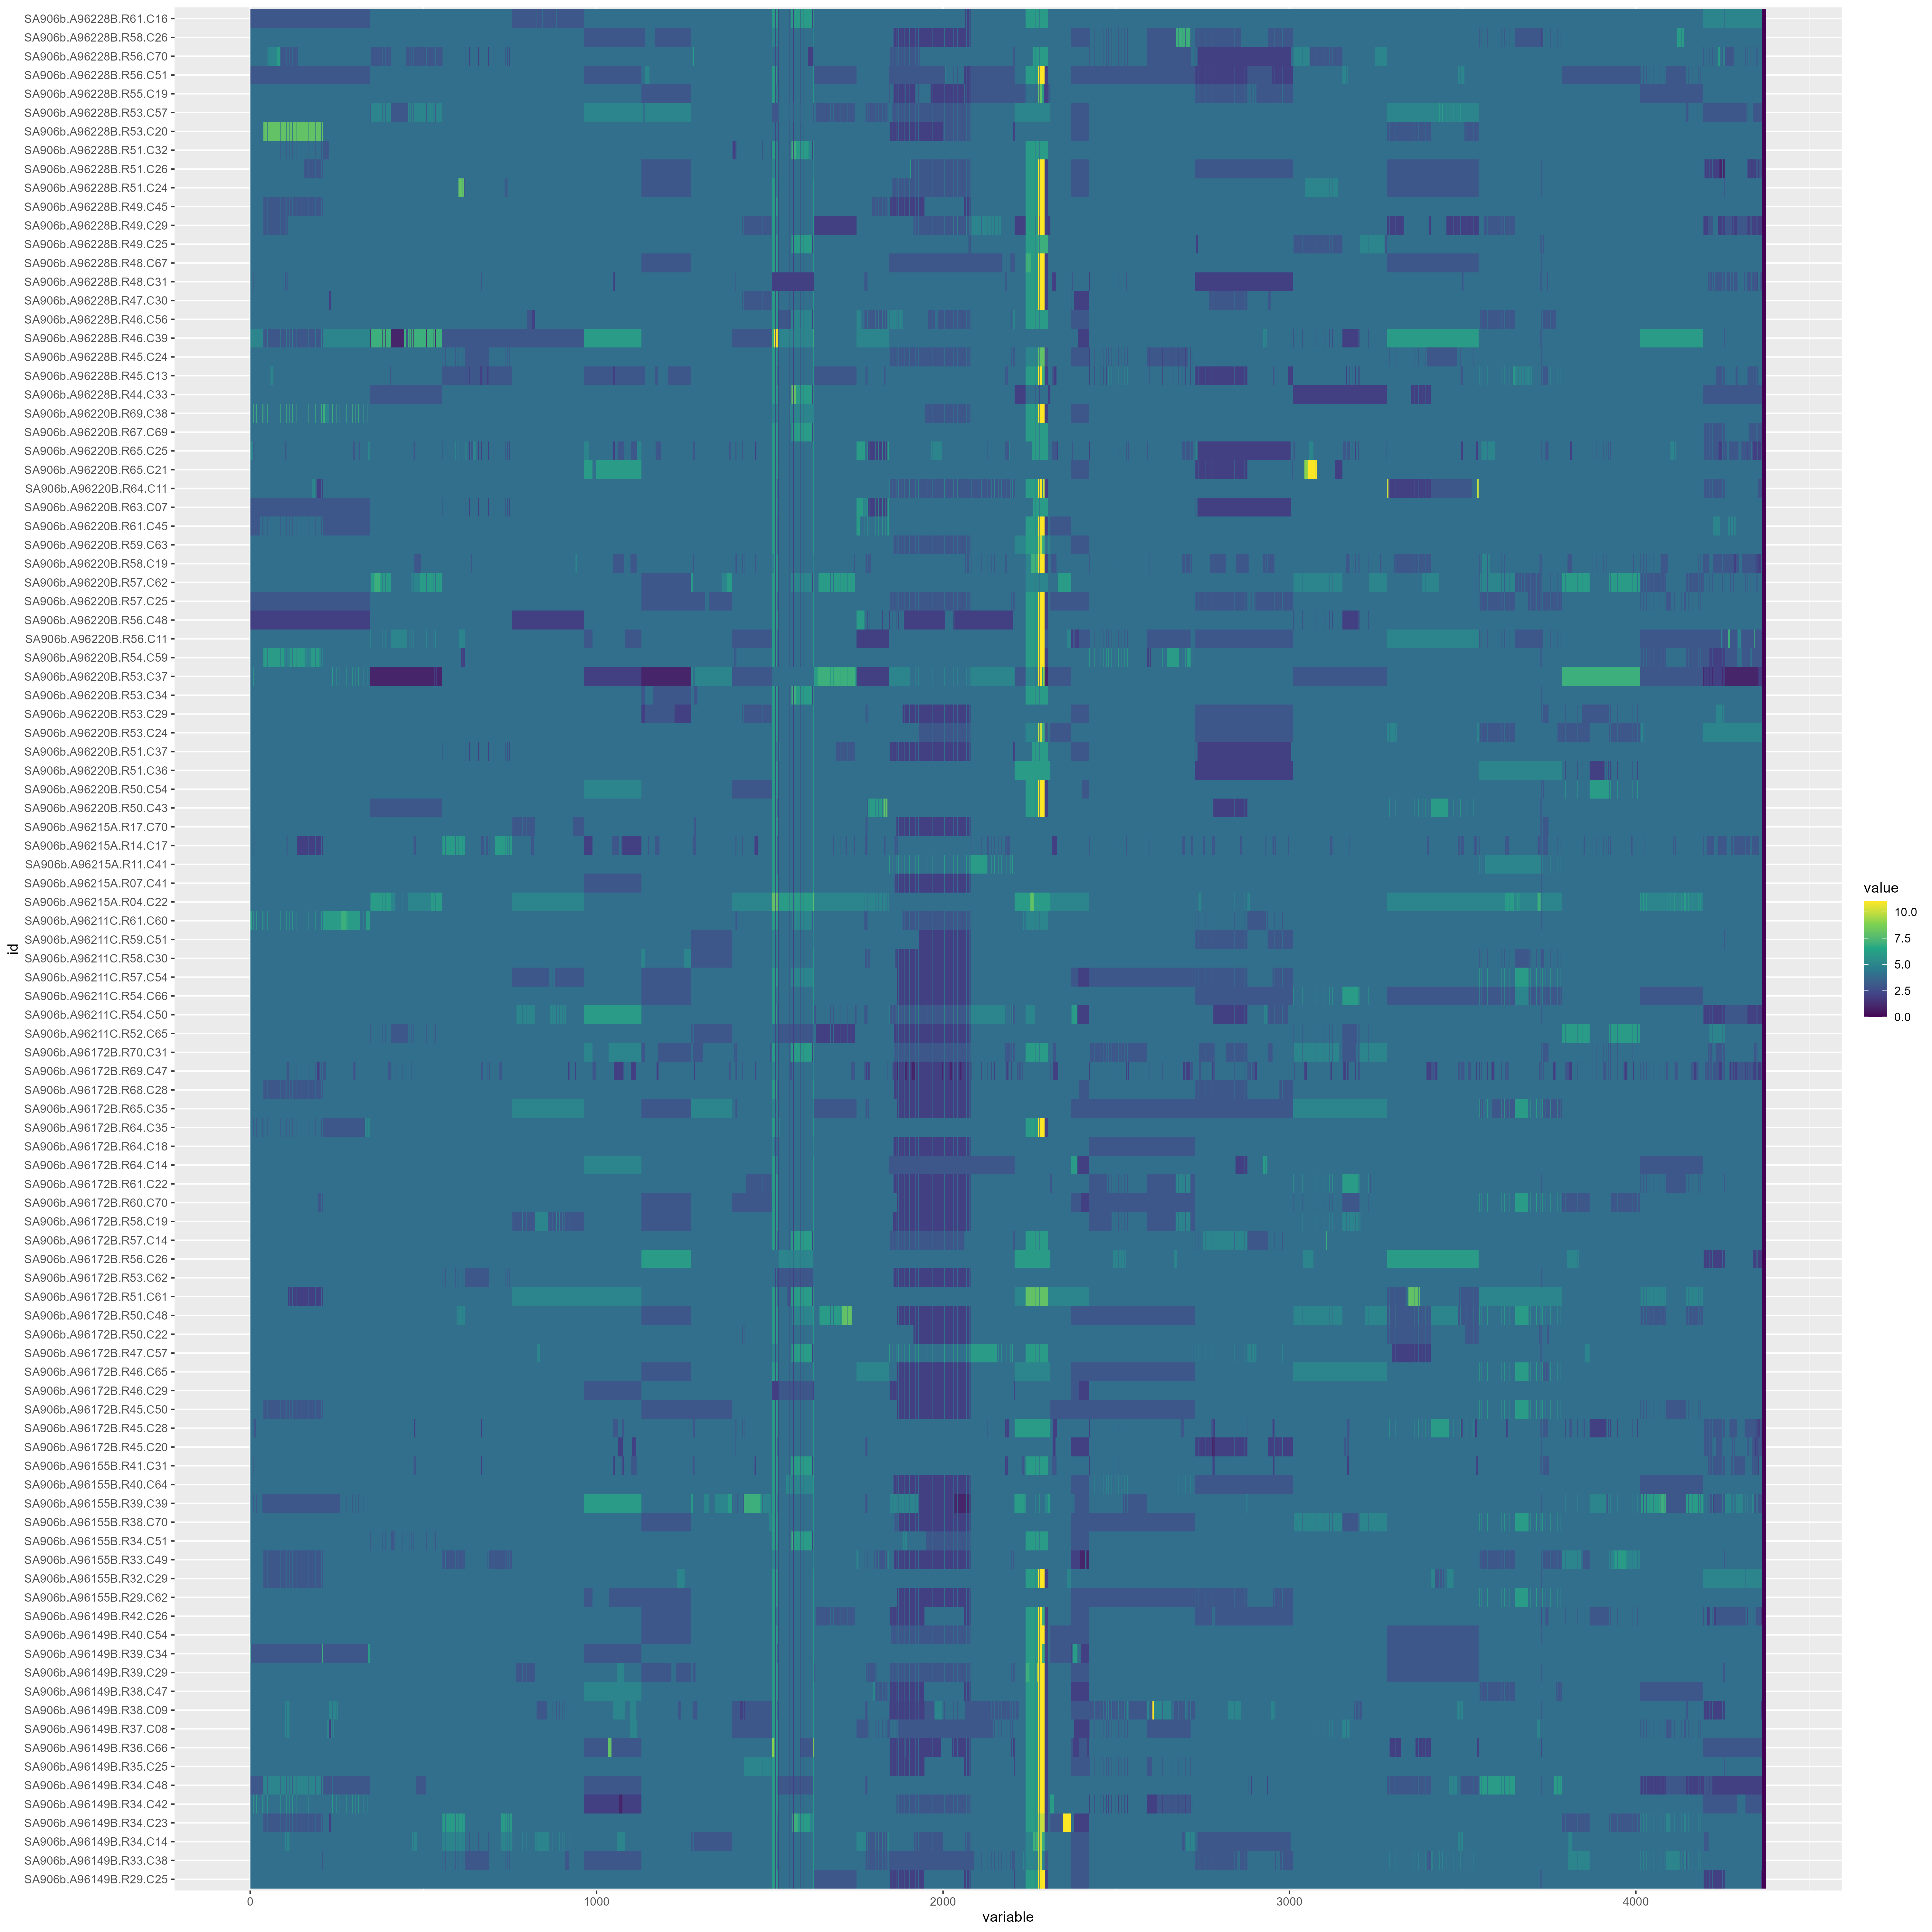 SA906b.A96228B.R61.C16
SA906b.A96228B.R58.C26
SA906b.A96228B.R56.C70
SA906b.A96228B.R56.C51
SA906b.A96228B.R55.C19
SA906b.A96228B.R53.C57
SA906b.A96228B.R53.C20
SA906b.A96228B.R51.C32
SA906b.A96228B.R51.C26
SA906b.A96228B.R51.C24
SA906b.A96228B.R49.C45
SA906b.A96228B.R49.C29
SA906b.A96228B.R49.C25
SA906b.A96228B.R48.C67
SA906b.A96228B.R48.C31
SA906b.A96228B.R47.C30
SA906b.A96228B.R46.C56
SA906b.A96228B.R46.C39
SA906b.A96228B.R45.C24
SA906b.A96228B.R45.C13
SA906b.A96228B.R44.C33
SA906b.A96220B.R69.C38
SA906b.A96220B.R67.C69
SA906b.A96220B.R65.C25
SA906b.A96220B.R65.C21
SA906b.A96220B.R64.C11
SA906b.A96220B.R63.C07
SA906b.A96220B.R61.C45
SA906b.A96220B.R59.C63
SA906b.A96220B.R58.C19
SA906b.A96220B.R57.C62
SA906b.A96220B.R57.C25
SA906b.A96220B.R56.C48
SA906b.A96220B.R56.C11
SA906b.A96220B.R54.C59
SA906b.A96220B.R53.C37
SA906b.A96220B.R53.C34
SA906b.A96220B.R53.C29
SA906b.A96220B.R53.C24
SA906b.A96220B.R51.C37
SA906b.A96220B.R51.C36
SA906b.A96220B.R50.C54
SA906b.A96220B.R50.C43
SA906b.A96215A.R17.C70
SA906b.A96215A.R14.C17
SA906b.A96215A.R11.C41
SA906b.A96215A.R07.C41
SA906b.A96215A.R04.C22
SA906b.A96211C.R61.C60
SA906b.A96211C.R59.C51
SA906b.A96211C.R58.C30
SA906b.A96211C.R57.C54
SA906b.A96211C.R54.C66
SA906b.A96211C.R54.C50
SA906b.A96211C.R52.C65
SA906b.A96172B.R70.C31
SA906b.A96172B.R69.C47
SA906b.A96172B.R68.C28
SA906b.A96172B.R65.C35
SA906b.A96172B.R64.C35
SA906b.A96172B.R64.C18
SA906b.A96172B.R64.C14
SA906b.A96172B.R61.C22
SA906b.A96172B.R60.C70
SA906b.A96172B.R58.C19
SA906b.A96172B.R57.C14
SA906b.A96172B.R56.C26
SA906b.A96172B.R53.C62
SA906b.A96172B.R51.C61
SA906b.A96172B.R50.C48
SA906b.A96172B.R50.C22
SA906b.A96172B.R47.C57
SA906b.A96172B.R46.C65
SA906b.A96172B.R46.C29
SA906b.A96172B.R45.C50
SA906b.A96172B.R45.C28
SA906b.A96172B.R45.C20
SA906b.A96155B.R41.C31
SA906b.A96155B.R40.C64
SA906b.A96155B.R39.C39
SA906b.A96155B.R38.C70
SA906b.A96155B.R34.C51
SA906b.A96155B.R33.C49
SA906b.A96155B.R32.C29
SA906b.A96155B.R29.C62
SA906b.A96149B.R42.C26
SA906b.A96149B.R40.C54
SA906b.A96149B.R39.C34
SA906b.A96149B.R39.C29
SA906b.A96149B.R38.C47
SA906b.A96149B.R38.C09
SA906b.A96149B.R37.C08
SA906b.A96149B.R36.C66
SA906b.A96149B.R35.C25
SA906b.A96149B.R34.C48
SA906b.A96149B.R34.C42
SA906b.A96149B.R34.C23
SA906b.A96149B.R34.C14
SA906b.A96149B.R33.C38
SA906b.A96149B.R29.C25
id
0 1000 2000 3000 4000
variable
value
10.0
7.5
5.0
2.5
0.0